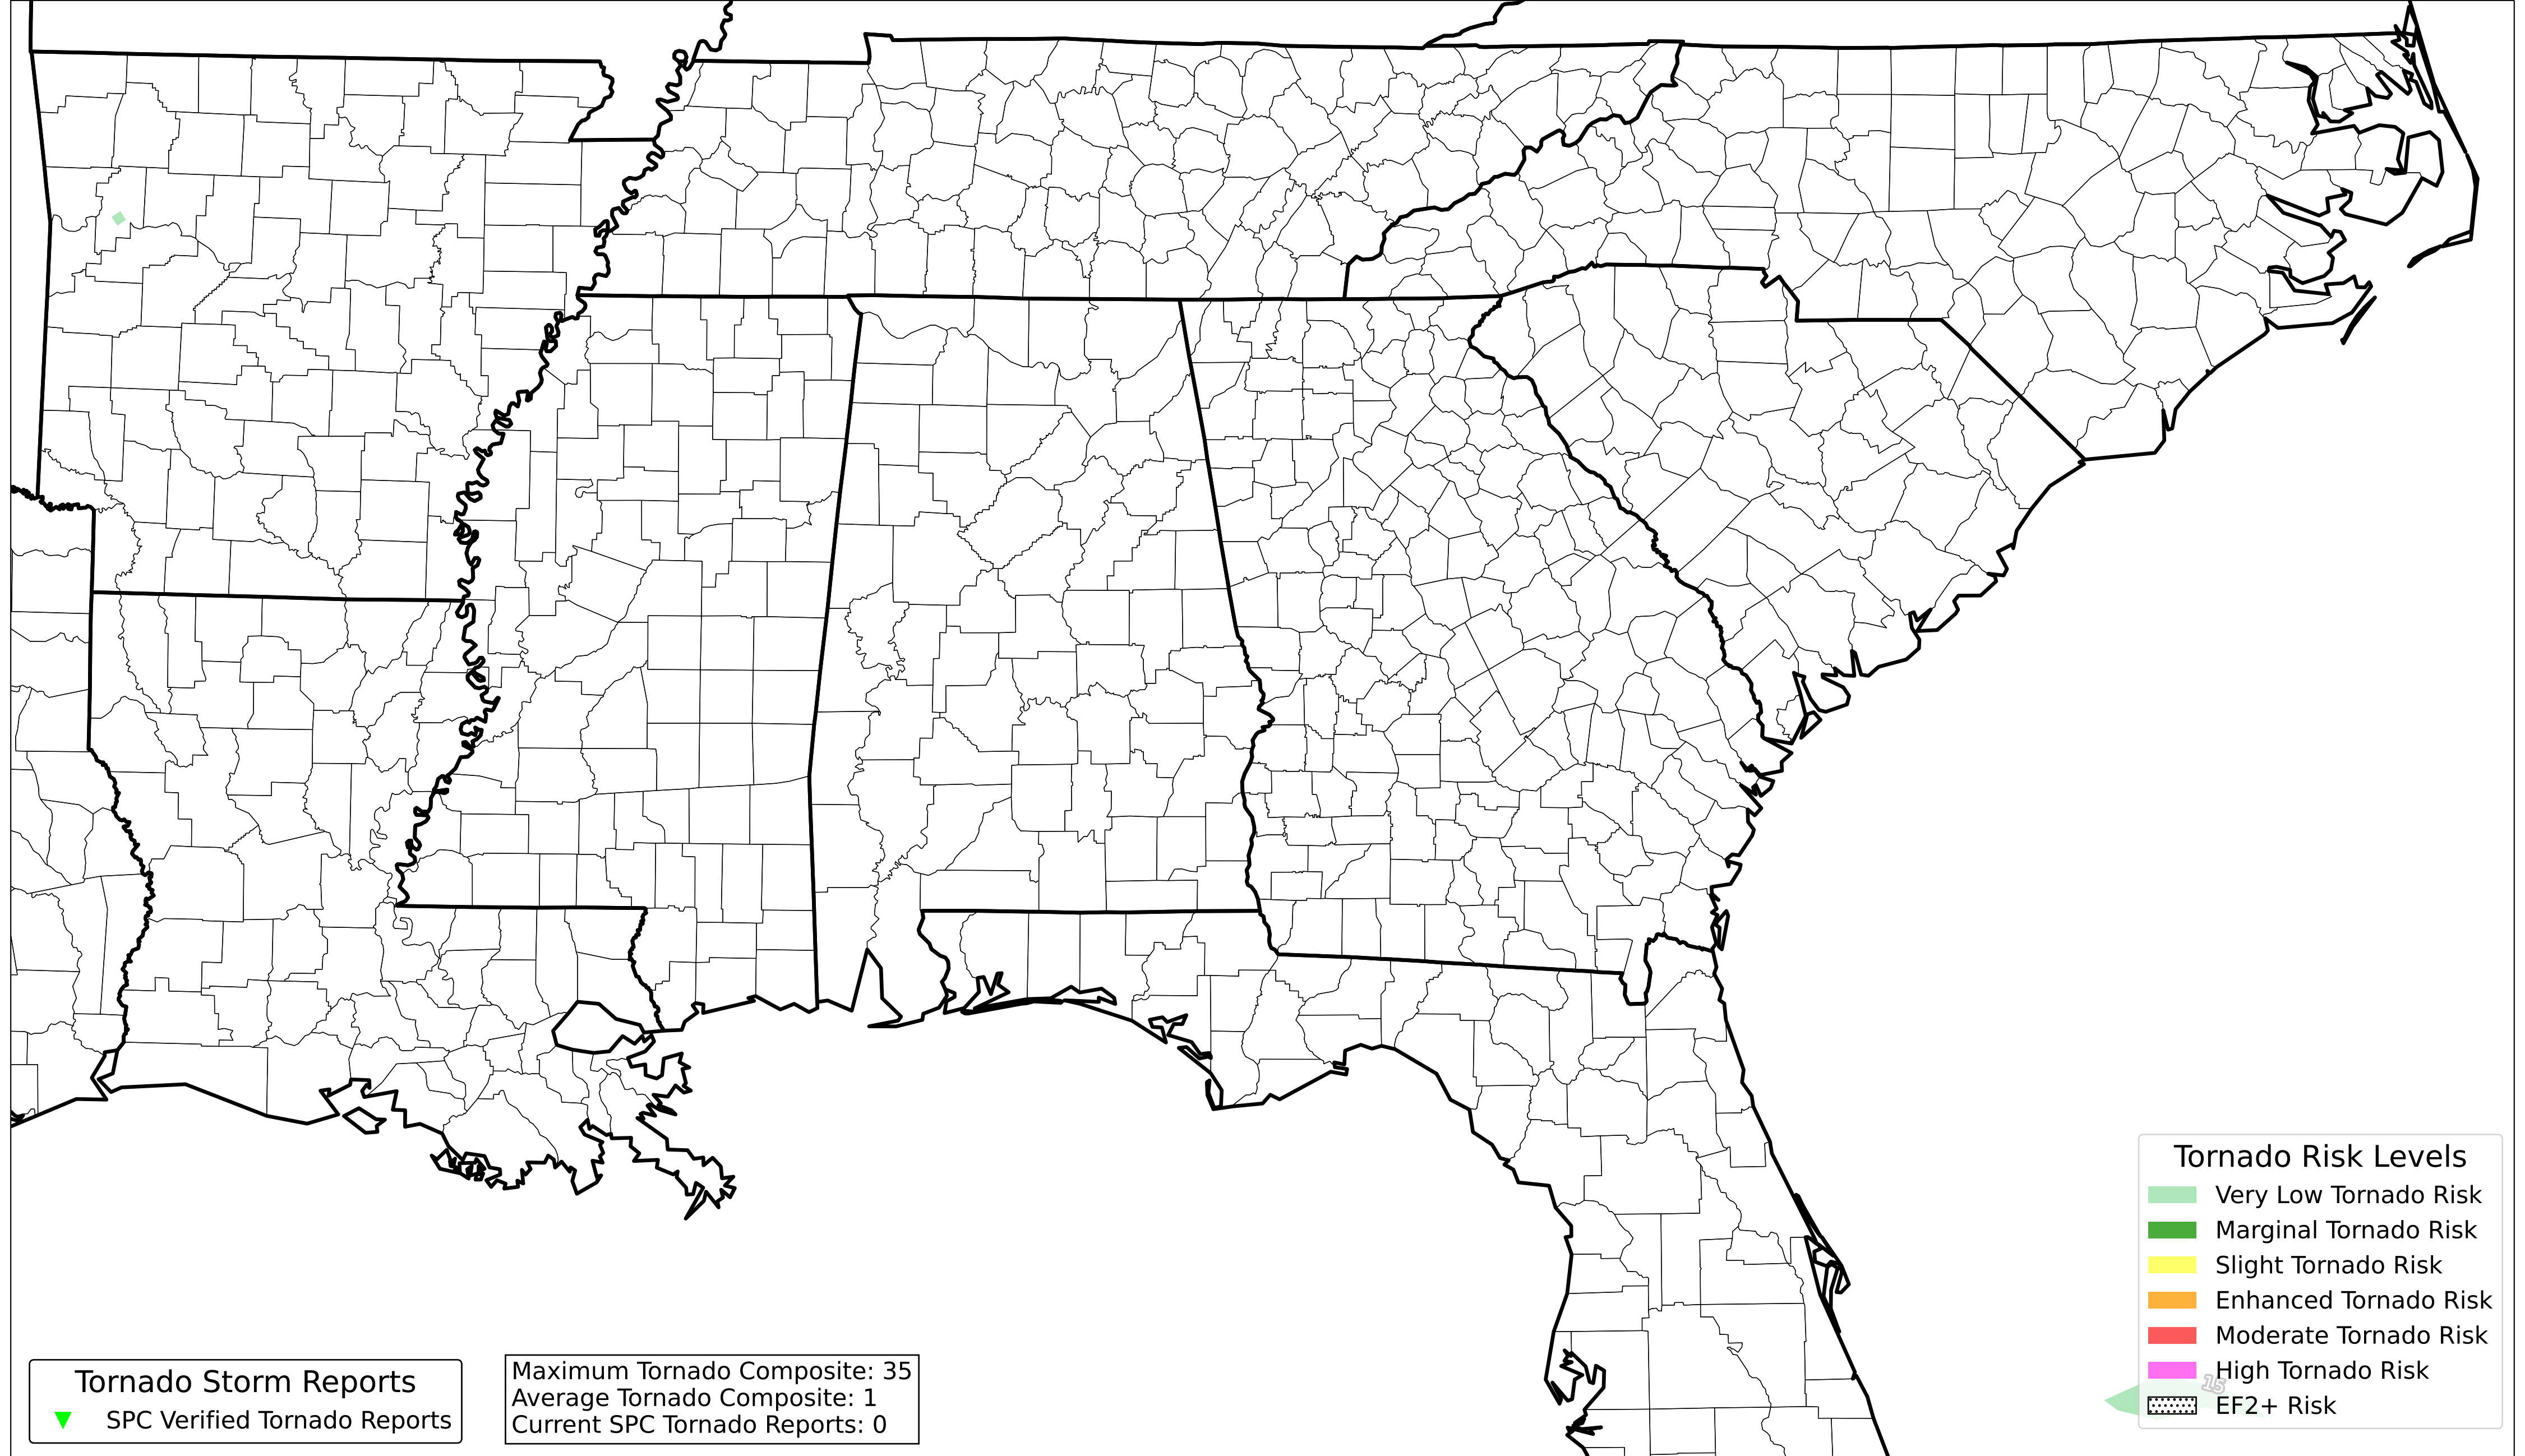 Tornado Storm Reports
SPC Verified Tornado Reports
Maximum Tornado Composite: 35
Average Tornado Composite: 1
Current SPC Tornado Reports: 0
Tornado Risk Levels
Very Low Tornado Risk
Marginal Tornado Risk
Slight Tornado Risk
Enhanced Tornado Risk
Moderate Tornado Risk
High Tornado Risk
15
EF2+ Risk